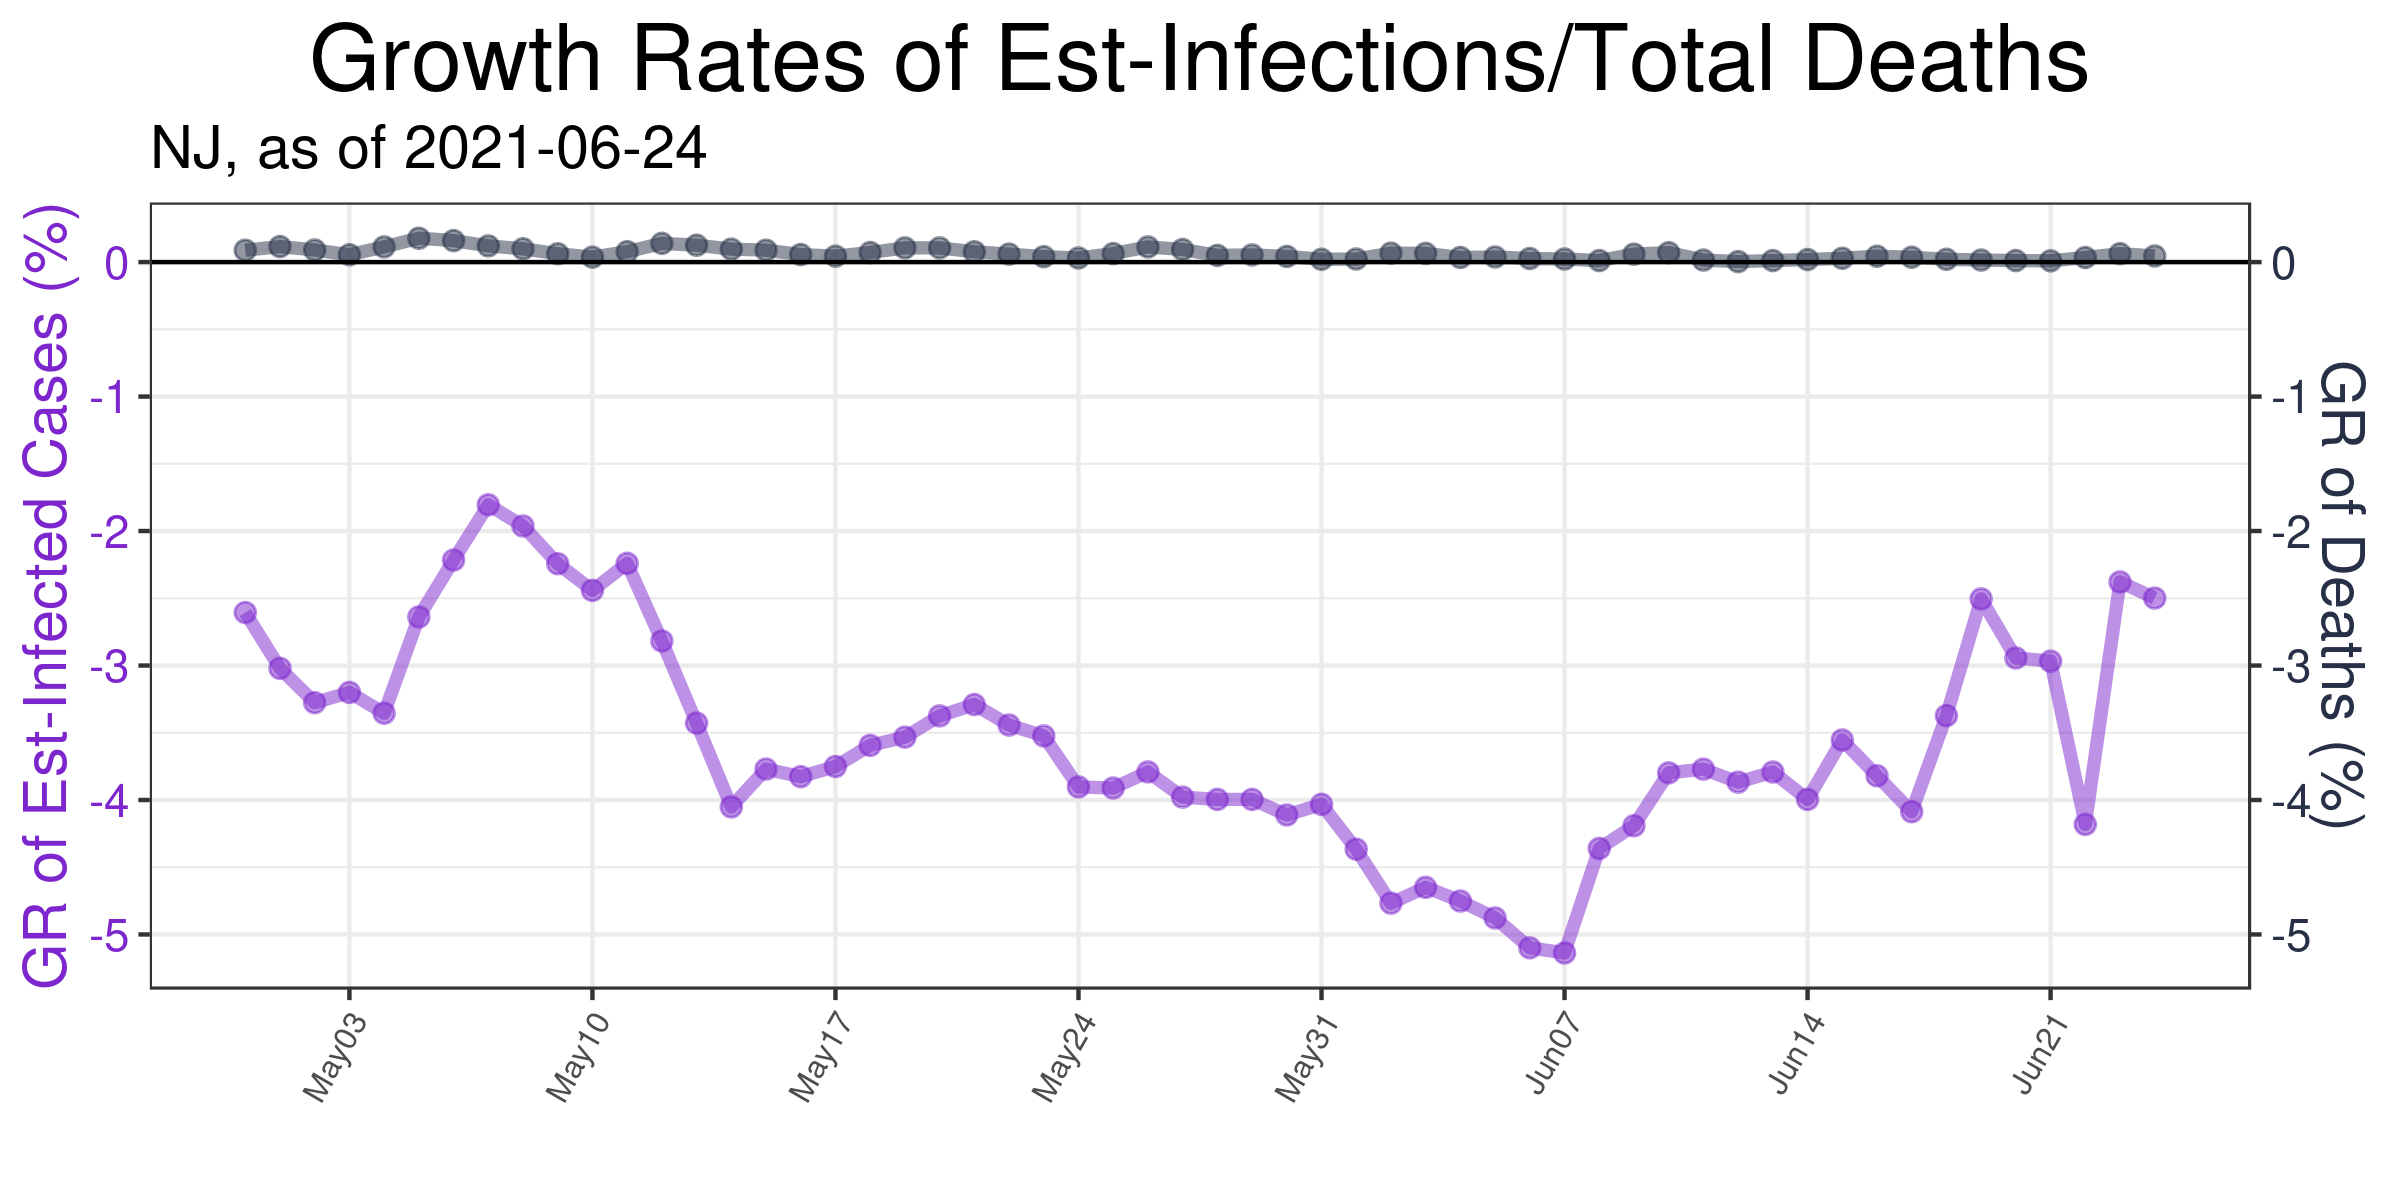 Growth Rates of Est-Infections/Total Deaths
NJ, as of 2021-06-24
GR of Est-Infected Cases (%)
0
-1
-2
-3
-4
-5
0
-1
-2
-3
-4
-5
GR of Deaths (%)
May03
May10
May17
May24
May31
Jun07
Jun14
Jun21